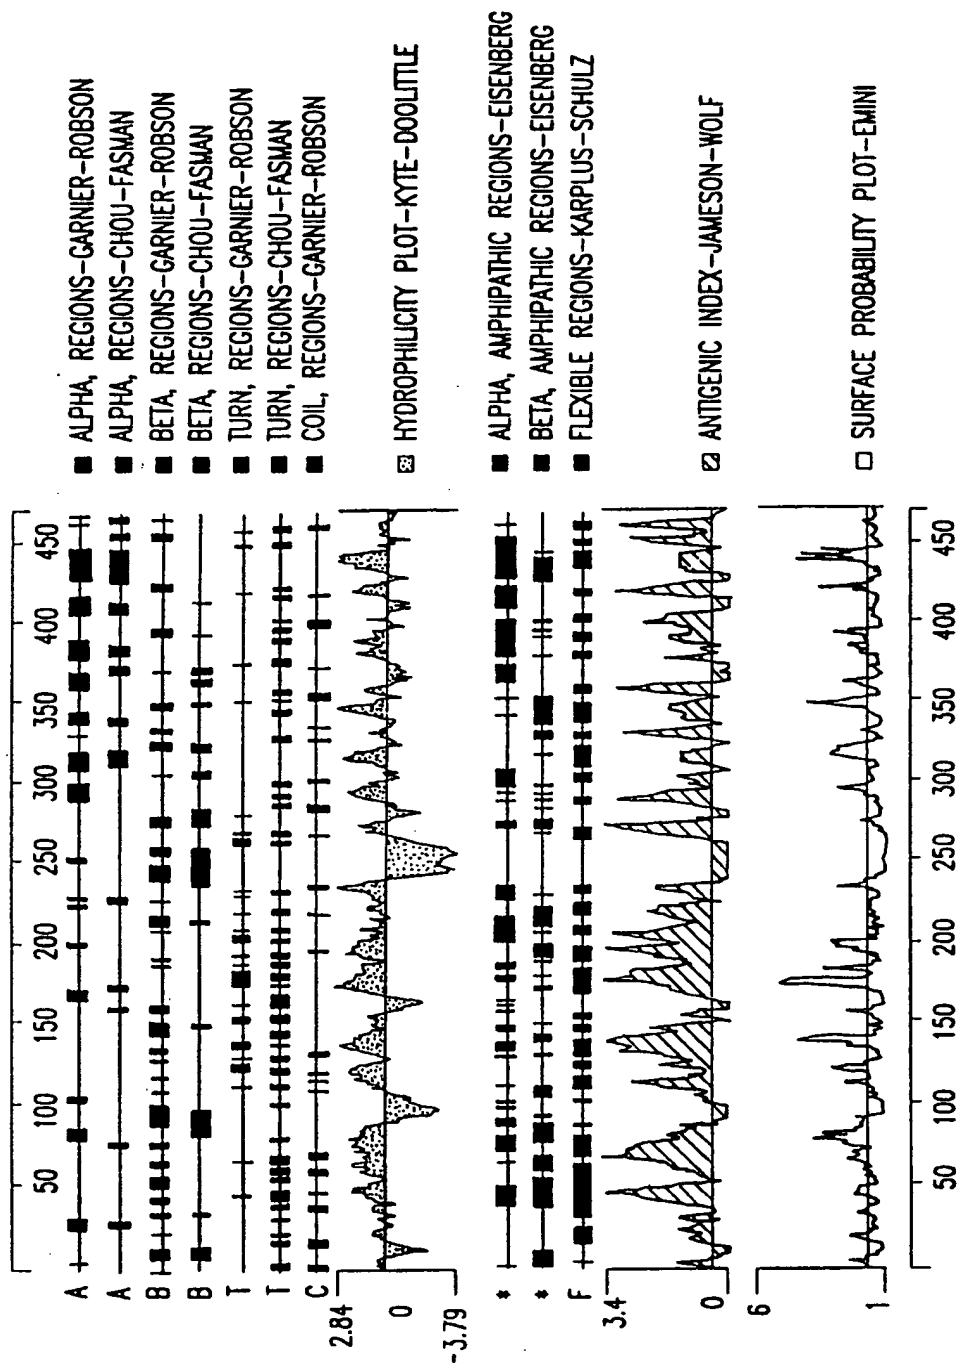 50 100 150 200 250 300 350 400 450
A ALPHA, REGIONS-GARNIER-ROBSON
A ALPHA, REGIONS-CHOU-FASMAN
B BETA, REGIONS-GARNIER-ROBSON
B BETA, REGIONS-CHOU-FASMAN
T TURN, REGIONS-GARNIER-ROBSON
T TURN, REGIONS-CHOU-FASMAN
C COIL, REGIONS-GARNIER-ROBSON
2.84
0 HYDROPHILICITY PLOT-KYTE-DOOLITTLE
-3.79
* ALPHA, AMPHIPATHIC REGIONS-EISENBERG
* BETA, AMPHIPATHIC REGIONS-EISENBERG
F FLEXIBLE REGIONS-KARPLUS-SCHULZ
3.4
ANTIGENIC INDEX-JAMESON-WOLF
0
6
SURFACE PROBABILITY PLOT-EMINI
1
50 100 150 200 250 300 350 400 450